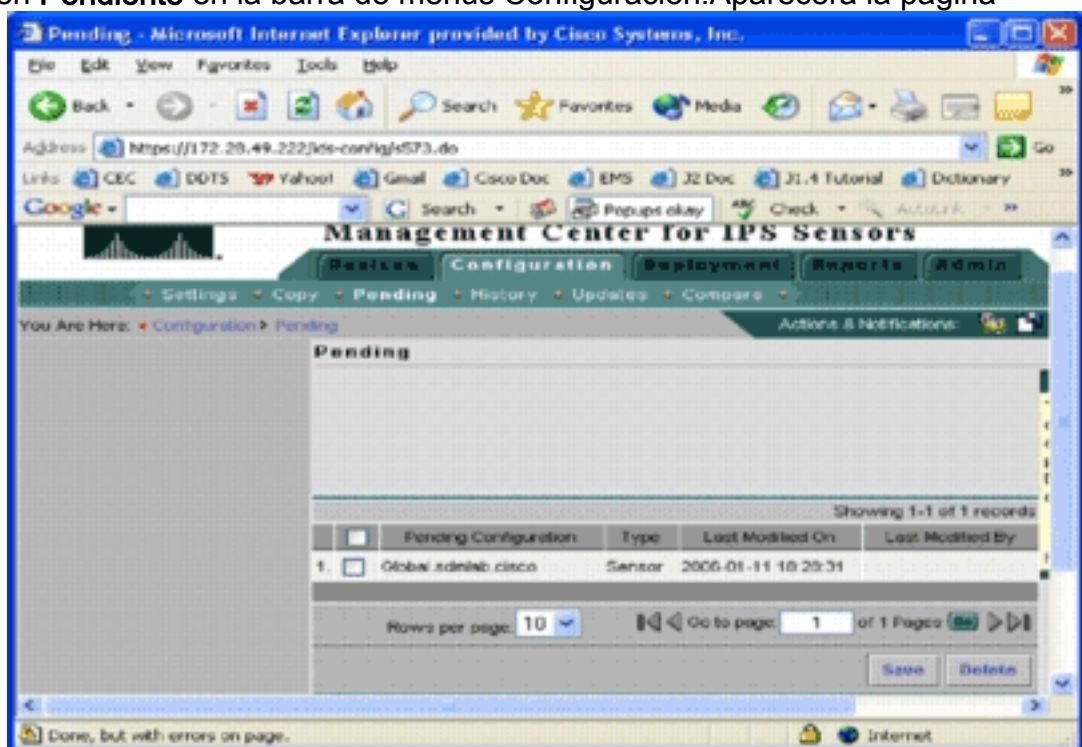 en Pendiente en la barra de menús Configuración.Aparecerá la página
Pending - Microsoft Internet Explorer provided by Cisco Systems, Inc.
File Edit View Favorites Tools Help
Back Search Favorites Media
Address https://172.28.49.222/ids-config/s573.do Go
Links CEC DDTS Yahoo! Gmail Cisco Doc EMS J2 Doc J1.4 Tutorial Dictionary
Google Search Popups okay Check AutoLink
Management Center for IPS Sensors
Devices Configuration Deployment Reports Admin
Settings Copy Pending History Updates Compare
You Are Here: Configuration > Pending Actions & Notifications:
Pending
Showing 1-1 of 1 records
Pending Configuration Type Last Modified On Last Modified By
1. Global.sdmlab.cisco Sensor 2006-01-11 18:28:31
Rows per page: 10 Go to page: 1 of 1 Pages Go
Save Delete
Done, but with errors on page. Internet